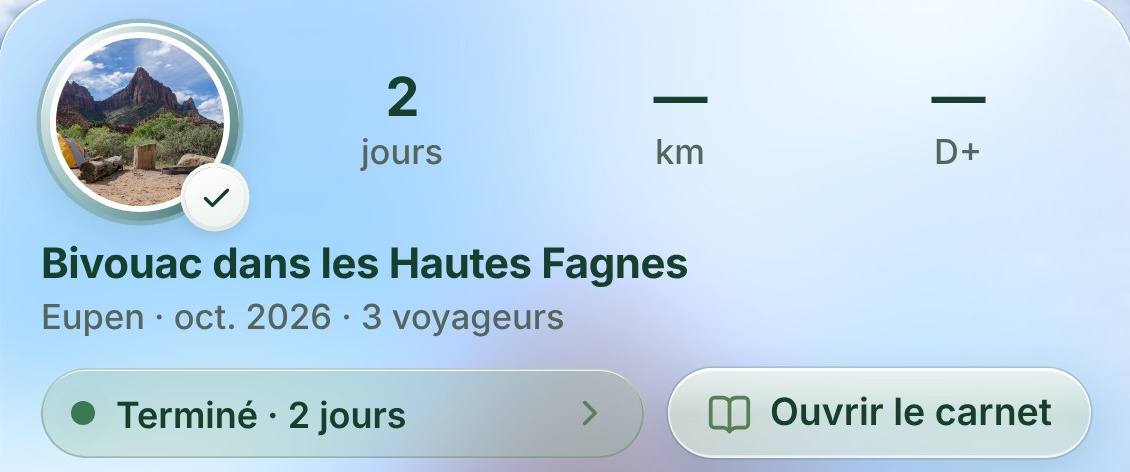 2
jours
—
km
—
D+
Bivouac dans les Hautes Fagnes
Eupen · oct. 2026 · 3 voyageurs
Terminé · 2 jours
Ouvrir le carnet